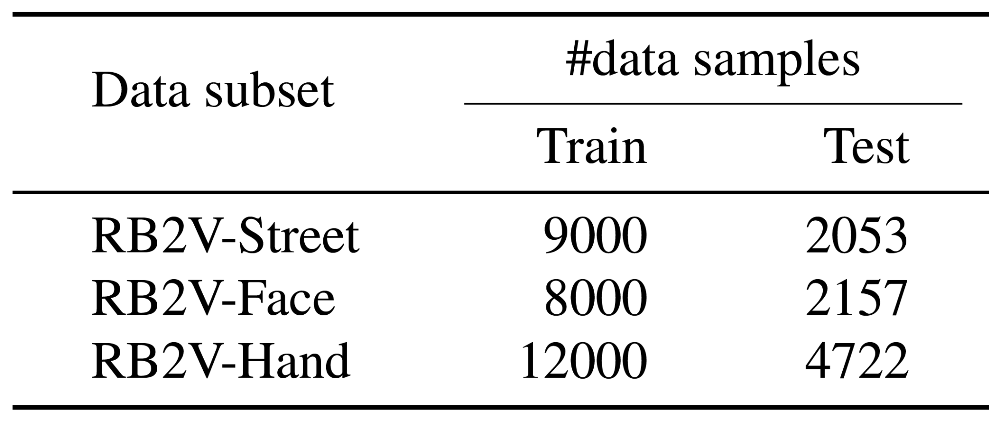 #data samples
Data subset
Train Test
RB2V-Street 9000 2053
RB2V-Face 8000 2157
RB2V-Hand 12000 4722